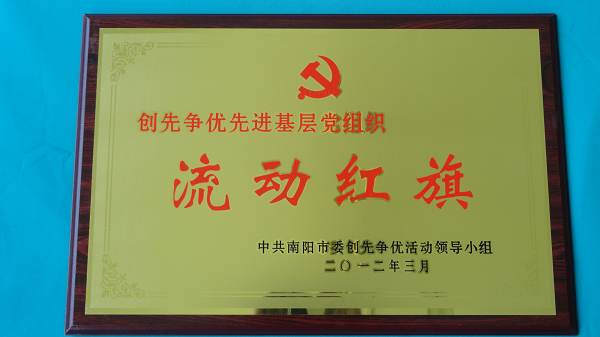 创先争优先进基层党组织
流动红旗
中共南阳市委创先争优活动领导小组
二〇一二年三月